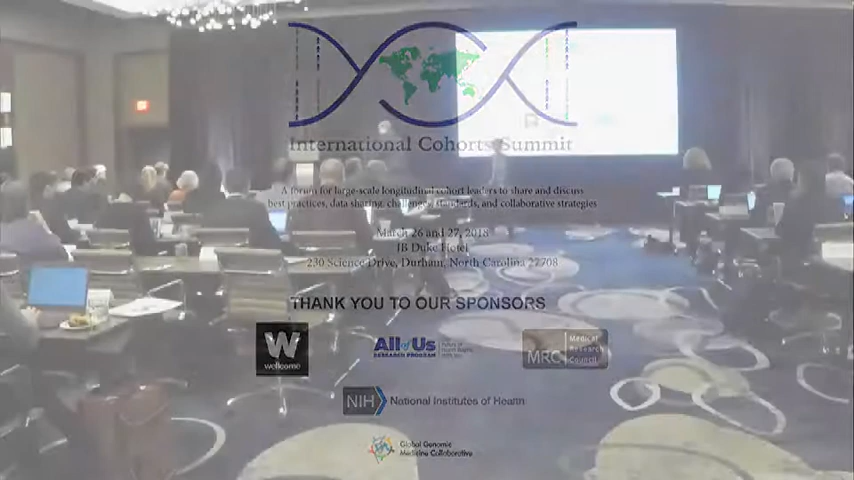 International Cohorts Summit
A forum for large-scale longitudinal cohort leaders to share and discuss
best practices, data sharing, challenges, standards, and collaborative strategies
March 26 and 27, 2018
JB Duke Hotel
230 Science Drive, Durham, North Carolina 27708
THANK YOU TO OUR SPONSORS
W
wellcome
All of Us
RESEARCH PROGRAM
MRC
Medical
Research
Council
NIH
National Institutes of Health
Global Genomic
Medicine Collaborative